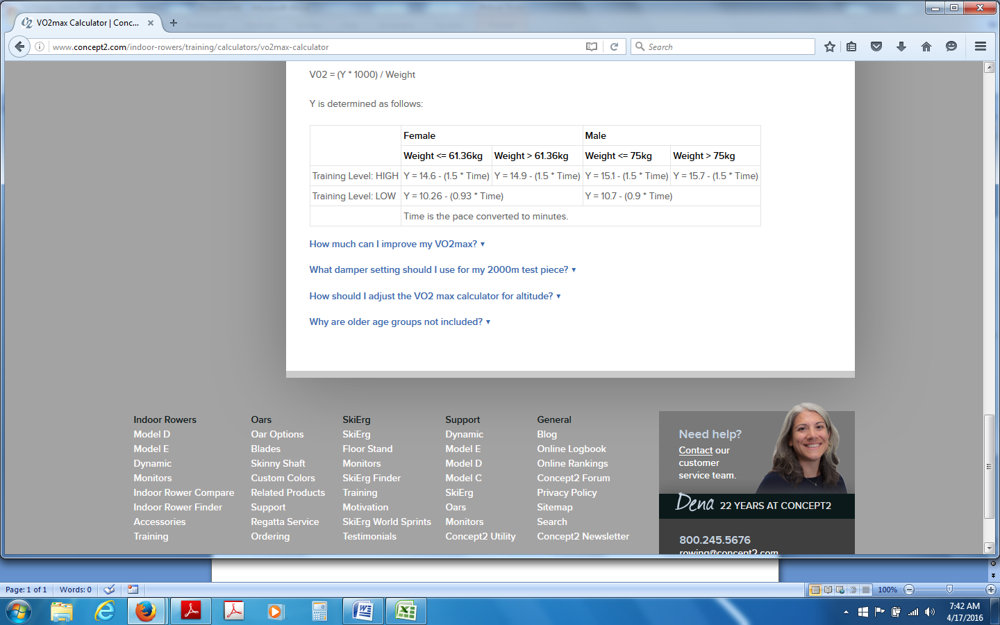 VO2max Calculator | Conc...
www.concept2.com/indoor-rowers/training/calculators/vo2max-calculator
Search
V02 = (Y * 1000) / Weight
Y is determined as follows:
Female Male
Weight <= 61.36kg Weight > 61.36kg Weight <= 75kg Weight > 75kg
Training Level: HIGH Y = 14.6 - (1.5 * Time) Y = 14.9 - (1.5 * Time) Y = 15.1 - (1.5 * Time) Y = 15.7 - (1.5 * Time)
Training Level: LOW Y = 10.26 - (0.93 * Time) Y = 10.7 - (0.9 * Time)
Time is the pace converted to minutes.
How much can I improve my VO2max? ▾
What damper setting should I use for my 2000m test piece? ▾
How should I adjust the VO2 max calculator for altitude? ▾
Why are older age groups not included? ▾
Indoor Rowers
Model D
Model E
Dynamic
Monitors
Indoor Rower Compare
Indoor Rower Finder
Accessories
Training
Oars
Oar Options
Blades
Skinny Shaft
Custom Colors
Related Products
Support
Regatta Service
Ordering
SkiErg
SkiErg
Floor Stand
Monitors
SkiErg Finder
Training
Motivation
SkiErg World Sprints
Testimonials
Support
Dynamic
Model E
Model D
Model C
SkiErg
Oars
Monitors
Concept2 Utility
General
Blog
Online Logbook
Online Rankings
Concept2 Forum
Privacy Policy
Sitemap
Search
Concept2 Newsletter
Need help?
Contact our
customer
service team.
Dena 22 YEARS AT CONCEPT2
800.245.5676
rowing@concept2.com
Page: 1 of 1 Words: 0 100%
7:42 AM
4/17/2016